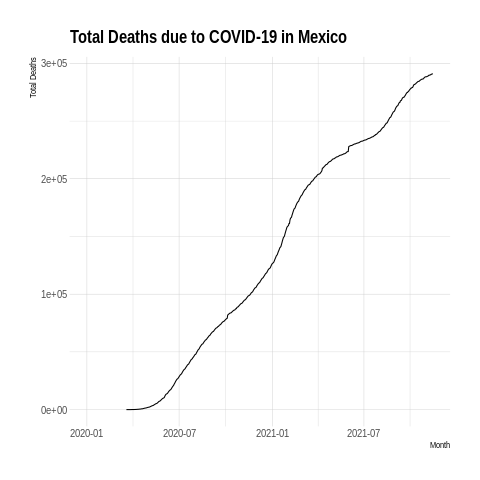 Total Deaths due to COVID-19 in Mexico
Total Deaths
3e+05
2e+05
1e+05
0e+00
2020-01
2020-07
2021-01
2021-07
Month